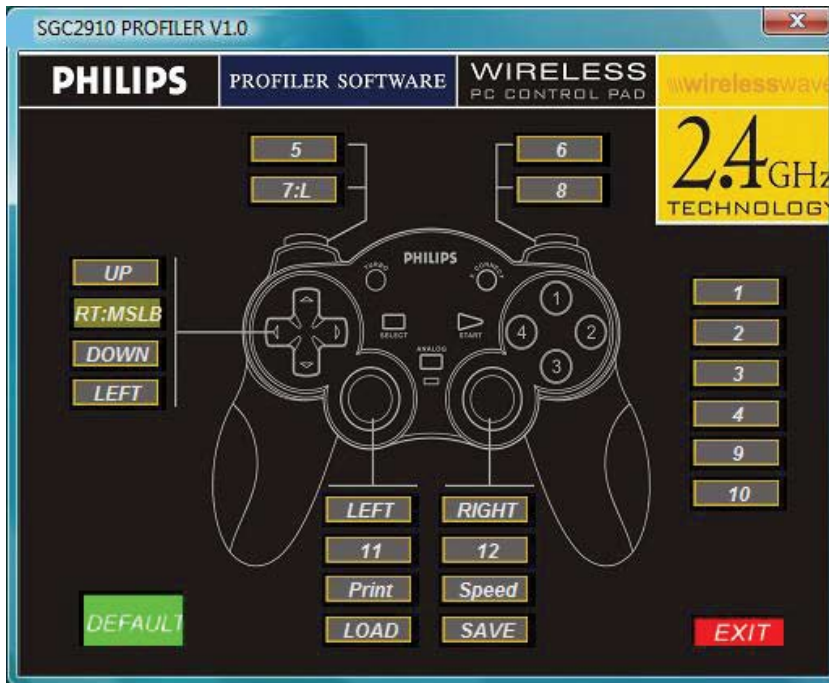 SGC2910 PROFILER V1.0
X
PHILIPS
PROFILER SOFTWARE
WIRELESS
PC CONTROL PAD
wirelesswave
2.4GHz
TECHNOLOGY
5
6
7:L
8
PHILIPS
TURBO
CONNECT
SELECT
START
ANALOG
1
2
3
4
UP
RT:MSLB
DOWN
LEFT
1
2
3
4
9
10
LEFT
RIGHT
11
12
Print
Speed
LOAD
SAVE
DEFAULT
EXIT